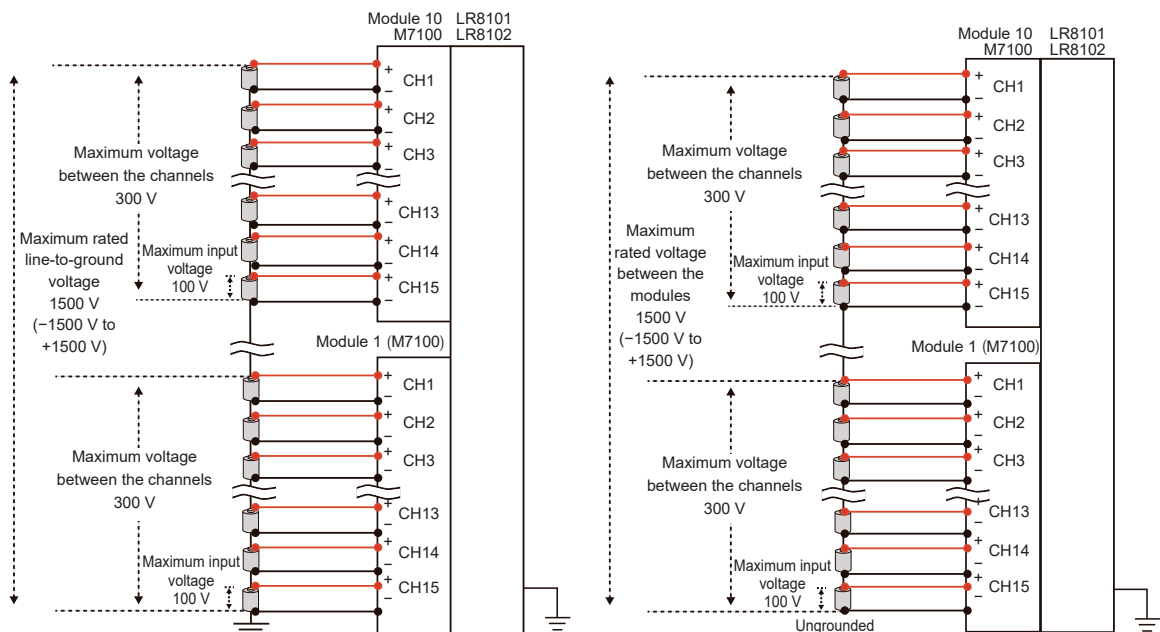 Module 10 LR8101
M7100 LR8102
+
CH1
−
+
CH2
−
+
CH3
−
Maximum voltage
between the channels
300 V
+
CH13
−
+
CH14
−
+
CH15
−
Maximum rated
line-to-ground
voltage
1500 V
(−1500 V to
+1500 V)
Maximum input
voltage
100 V
Module 1 (M7100)
+
CH1
−
+
CH2
−
+
CH3
−
Maximum voltage
between the channels
300 V
+
CH13
−
+
CH14
−
+
CH15
−
Maximum input
voltage
100 V
Module 10 LR8101
M7100 LR8102
+
CH1
−
+
CH2
−
+
CH3
−
Maximum voltage
between the channels
300 V
+
CH13
−
+
CH14
−
+
CH15
−
Maximum
rated voltage
between the
modules
1500 V
(−1500 V to
+1500 V)
Maximum input
voltage
100 V
Module 1 (M7100)
+
CH1
−
+
CH2
−
+
CH3
−
Maximum voltage
between the channels
300 V
+
CH13
−
+
CH14
−
+
CH15
−
Maximum input
voltage
100 V
Ungrounded